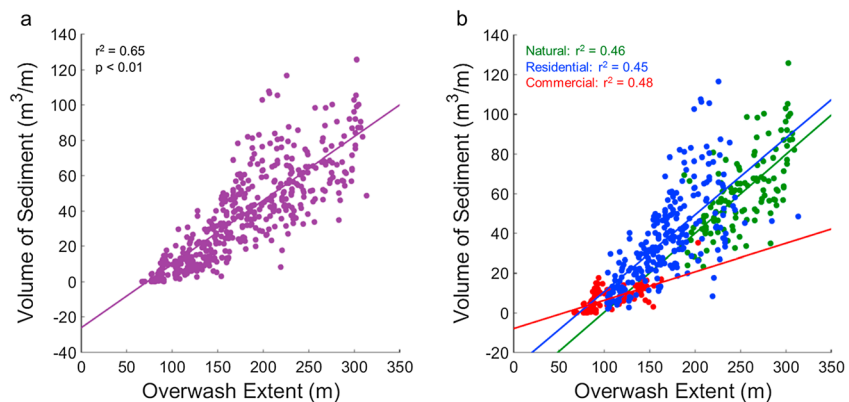 a
r² = 0.65
p < 0.01
Volume of Sediment (m³/m)
140
120
100
80
60
40
20
0
-20
-40
0 50 100 150 200 250 300 350
Overwash Extent (m)
b
Natural: r² = 0.46
Residential: r² = 0.45
Commercial: r² = 0.48
Volume of Sediment (m³/m)
140
120
100
80
60
40
20
0
-20
0 50 100 150 200 250 300 350
Overwash Extent (m)